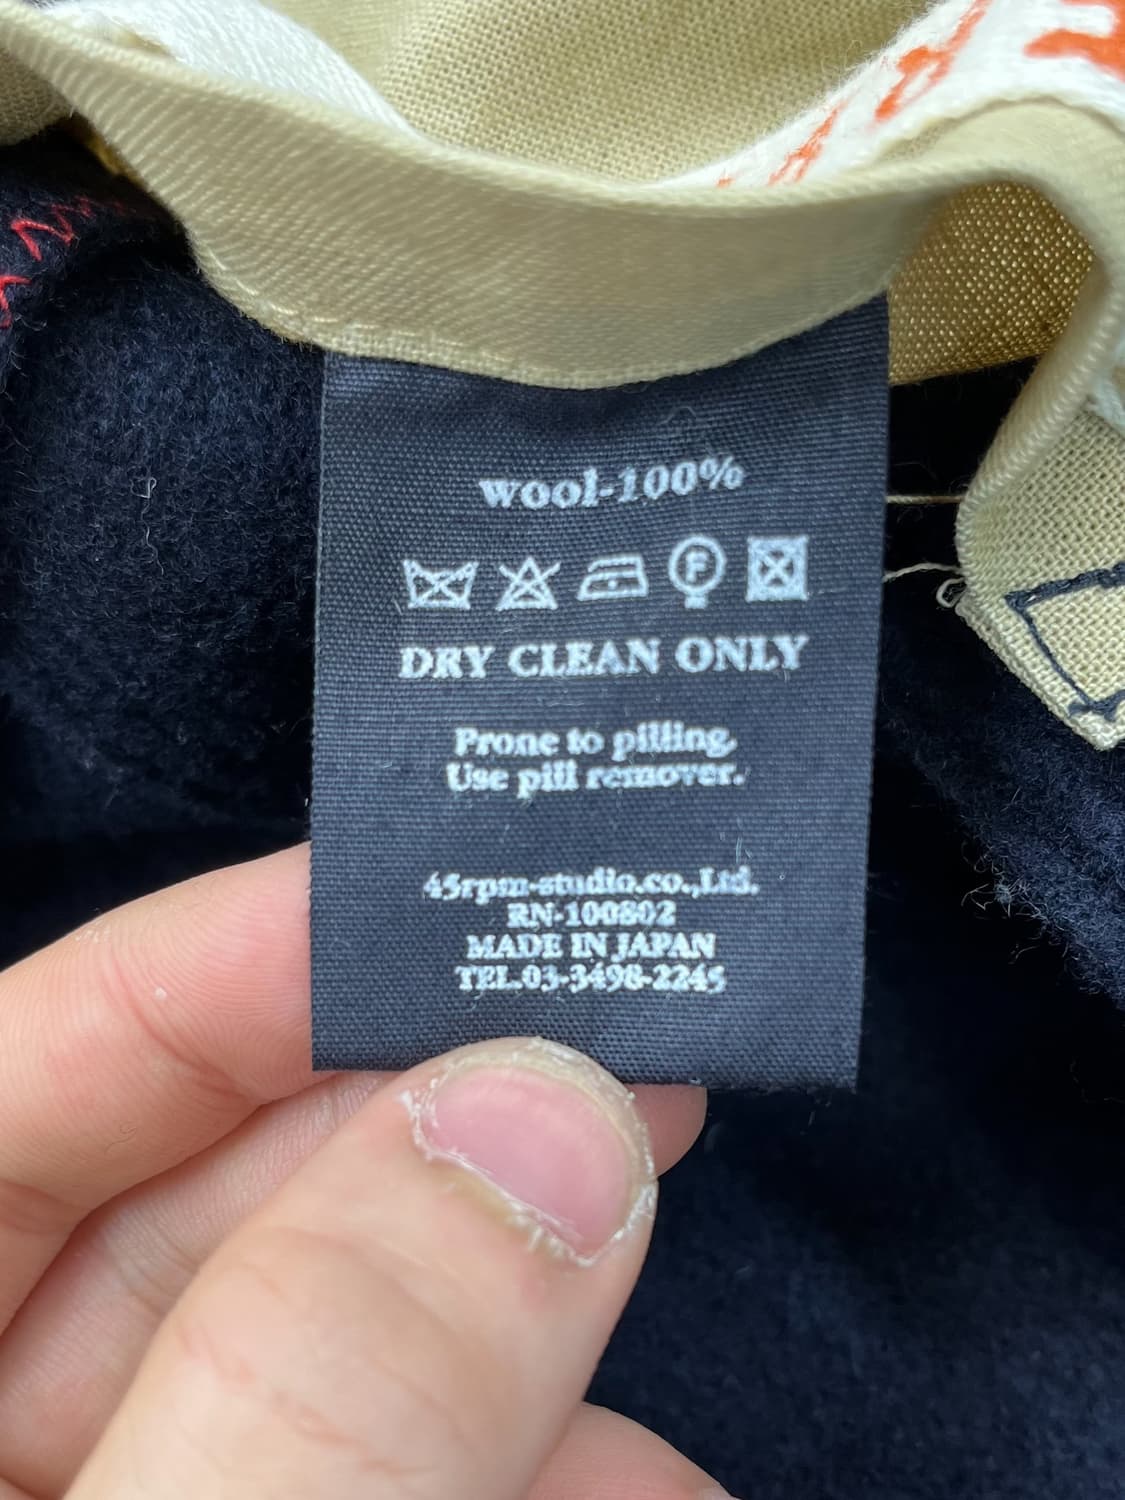 wool-100%
F
DRY CLEAN ONLY
Prone to pilling.
Use pill remover.
45rpm-studio.co.,Ltd.
RN-100802
MADE IN JAPAN
TEL.03-3498-2245